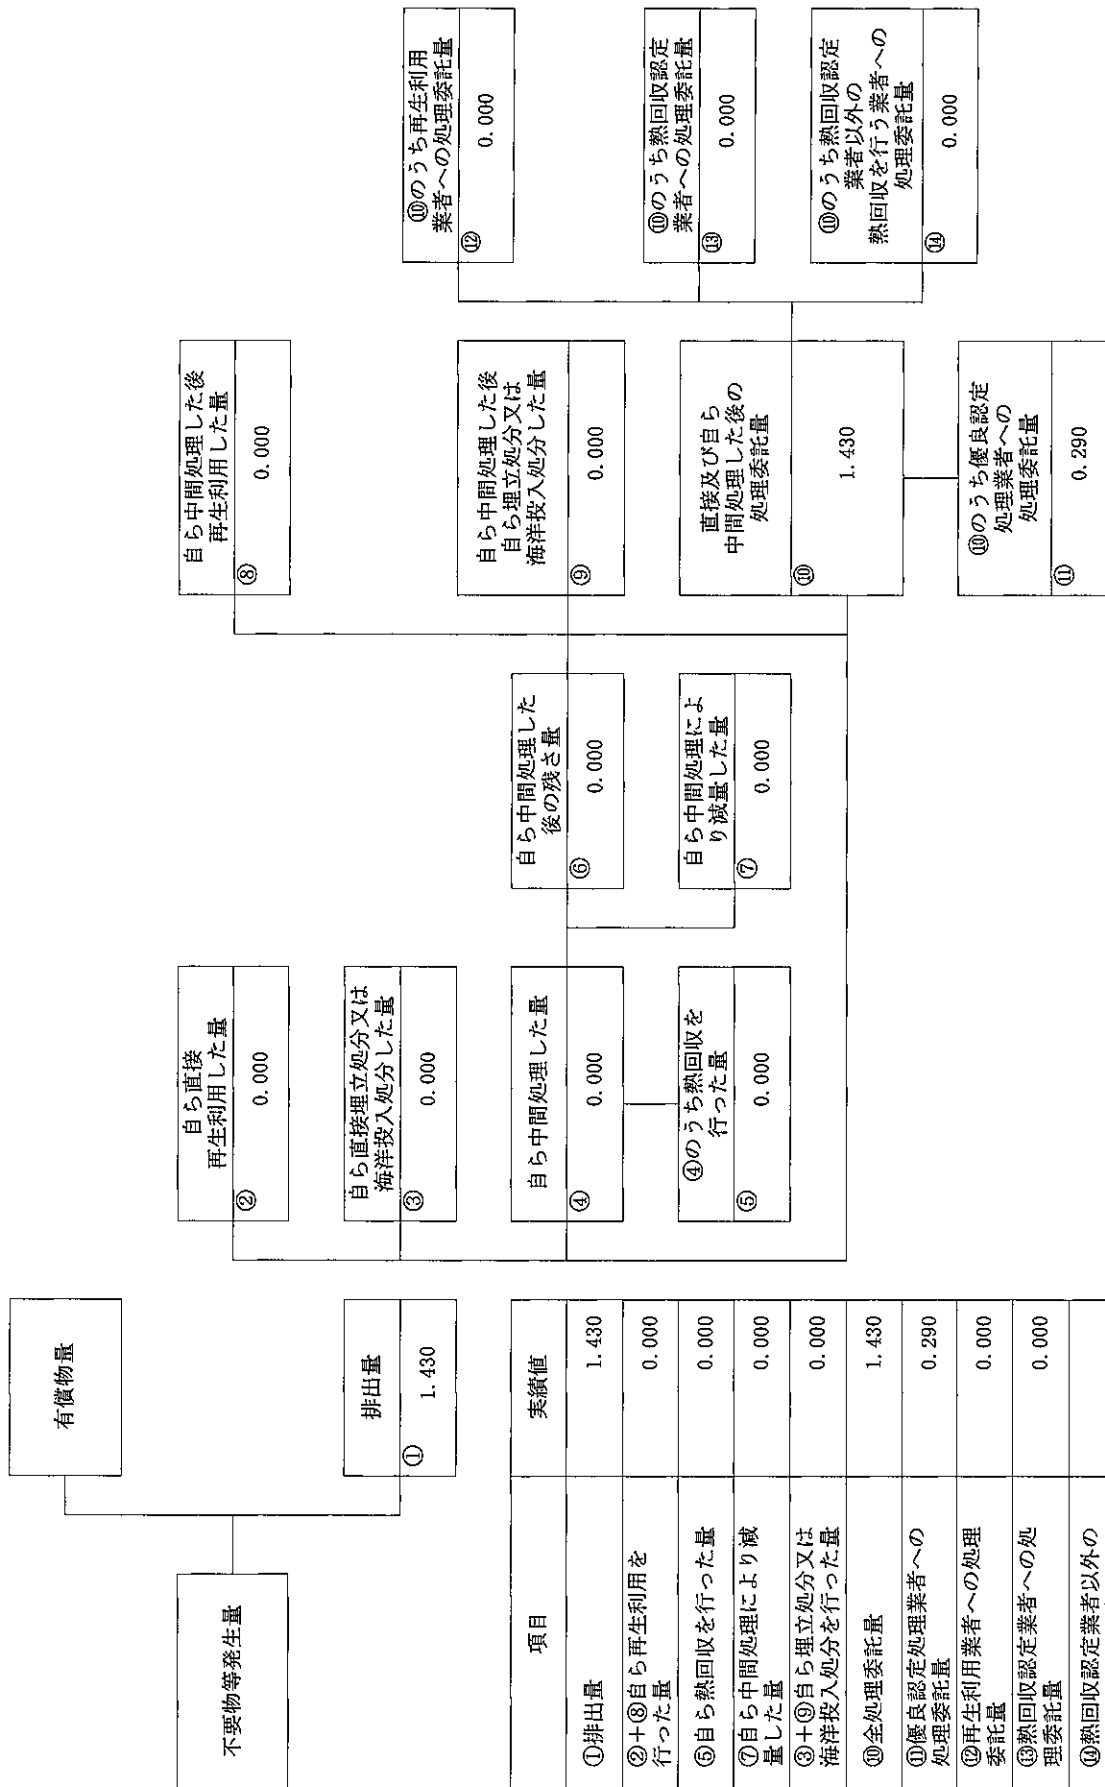 不要物等発生量
有償物量
排出量
①
1.430
自ら直接
再生利用した量
②
0.000
自ら直接埋立処分又は
海洋投入処分した量
③
0.000
自ら中間処理した量
④
0.000
④のうち熱回収を
行った量
⑤
0.000
自ら中間処理した
後の残さ量
⑥
0.000
自ら中間処理によ
り減量した量
⑦
0.000
自ら中間処理した後
再生利用した量
⑧
0.000
自ら中間処理した後
自ら埋立処分又は
海洋投入処分した量
⑨
0.000
直接及び自ら
中間処理した後の
処理委託量
⑩
1.430
⑩のうち優良認定
処理業者への
処理委託量
⑪
0.290
⑩のうち再生利用
業者への処理委託量
⑫
0.000
⑩のうち熱回収認定
業者への処理委託量
⑬
0.000
⑩のうち熱回収認定
業者以外の
熱回収を行う業者への
処理委託量
⑭
0.000
項目 実績値
①排出量 1.430
②+⑧自ら再生利用を
行った量 0.000
⑤自ら熱回収を行った量 0.000
⑦自ら中間処理により減
量した量 0.000
③+⑨自ら埋立処分又は
海洋投入処分を行った量 0.000
⑩全処理委託量 1.430
⑪優良認定処理業者への
処理委託量 0.290
⑫再生利用業者への処理
委託量 0.000
⑬熱回収認定業者への処
理委託量 0.000
⑭熱回収認定業者以外の